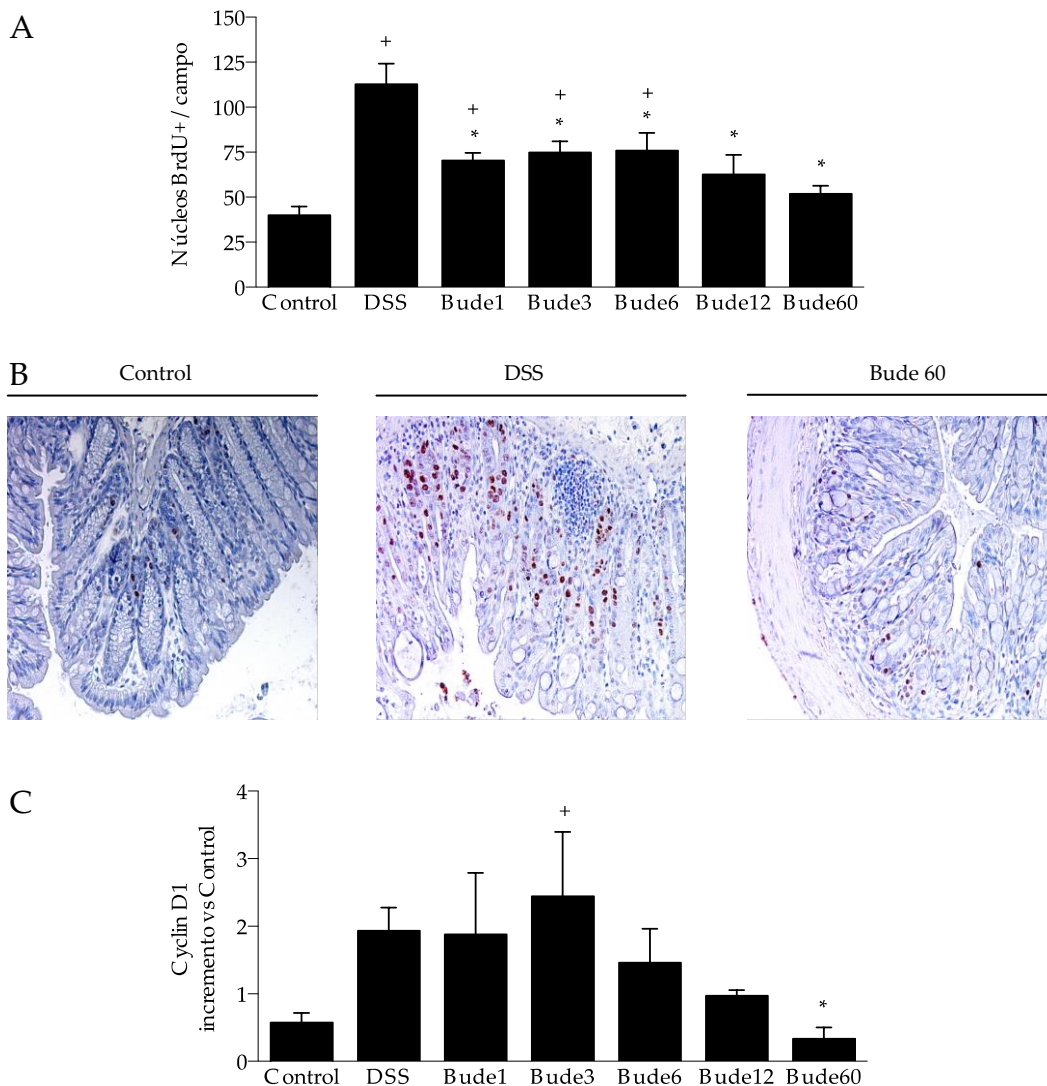 A
Núcleos BrdU+ / campo
150
125
100
75
50
25
0
+
+
*
+
*
+
*
*
*
Control DSS Bude1 Bude3 Bude6 Bude12 Bude60
B
Control DSS Bude 60
C
Cyclin D1
incremento vs Control
4
3
2
1
0
+
*
Control DSS Bude1 Bude3 Bude6 Bude12 Bude60